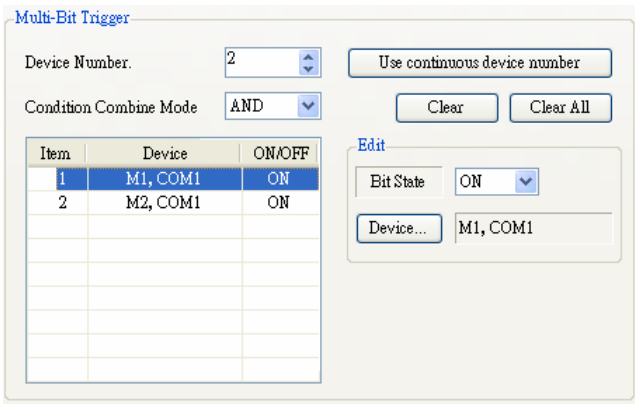 Multi-Bit Trigger
Device Number. 2 Use continuous device number
Condition Combine Mode AND Clear Clear All
Item Device ON/OFF
1 M1, COM1 ON
2 M2, COM1 ON
Edit
Bit State ON
Device... M1, COM1